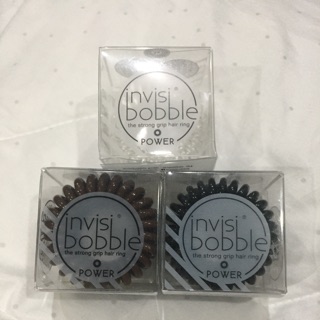 invisi
bobble
the strong grip hair ring
POWER
invisi®
bobble
the strong grip hair ring
POWER
invisi®
bobble
the strong grip hair ring
POWER